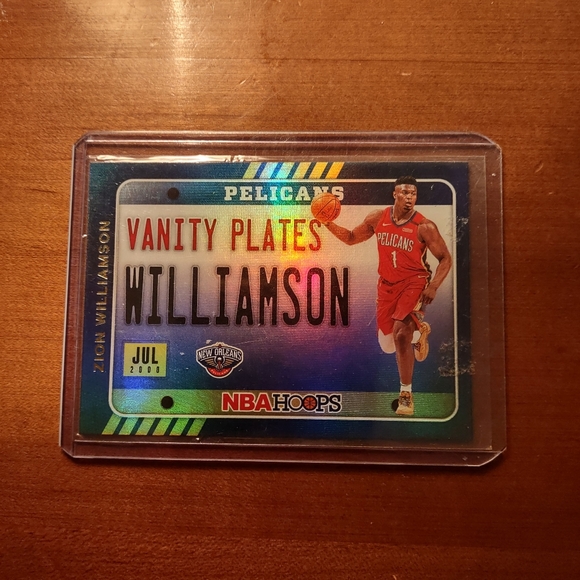 ZION WILLIAMSON
PELICANS
VANITY PLATES
WILLIAMSON
PELICANS
1
JUL
2000
NEW ORLEANS
NBA HOOPS